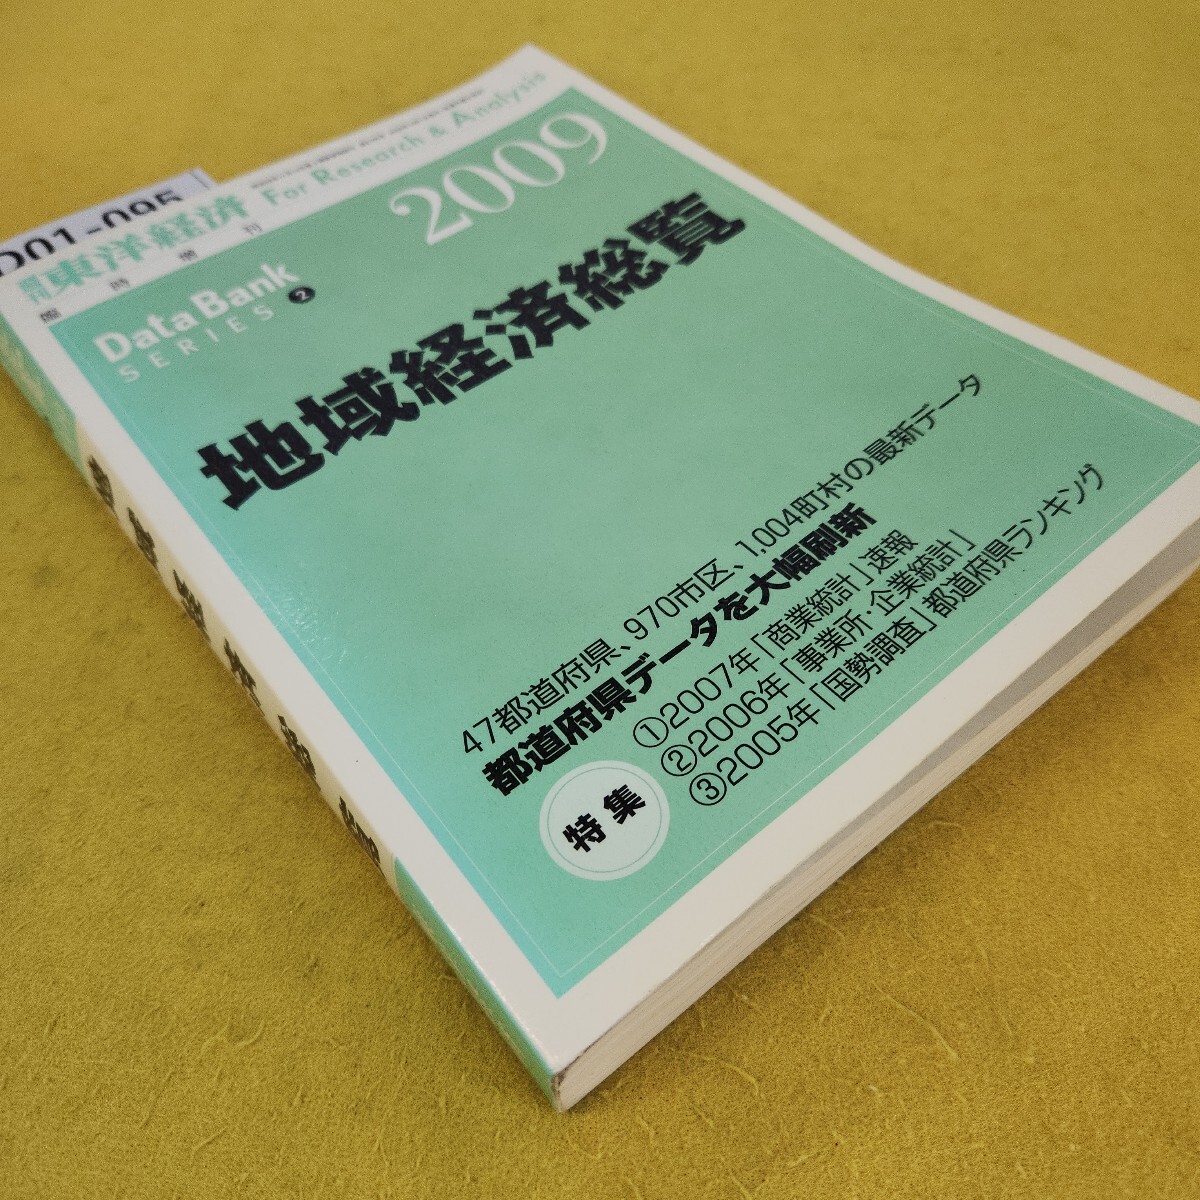 D01-095
週刊 東洋経済 For Research & Analysis
臨時増刊
2009
Data Bank
SERIES ②
地域経済総覧
47都道府県、970市区、1,004町村の最新データ
都道府県データを大幅刷新
特集
①2007年「商業統計」速報
②2006年「事業所・企業統計」
③2005年「国勢調査」都道府県ランキング